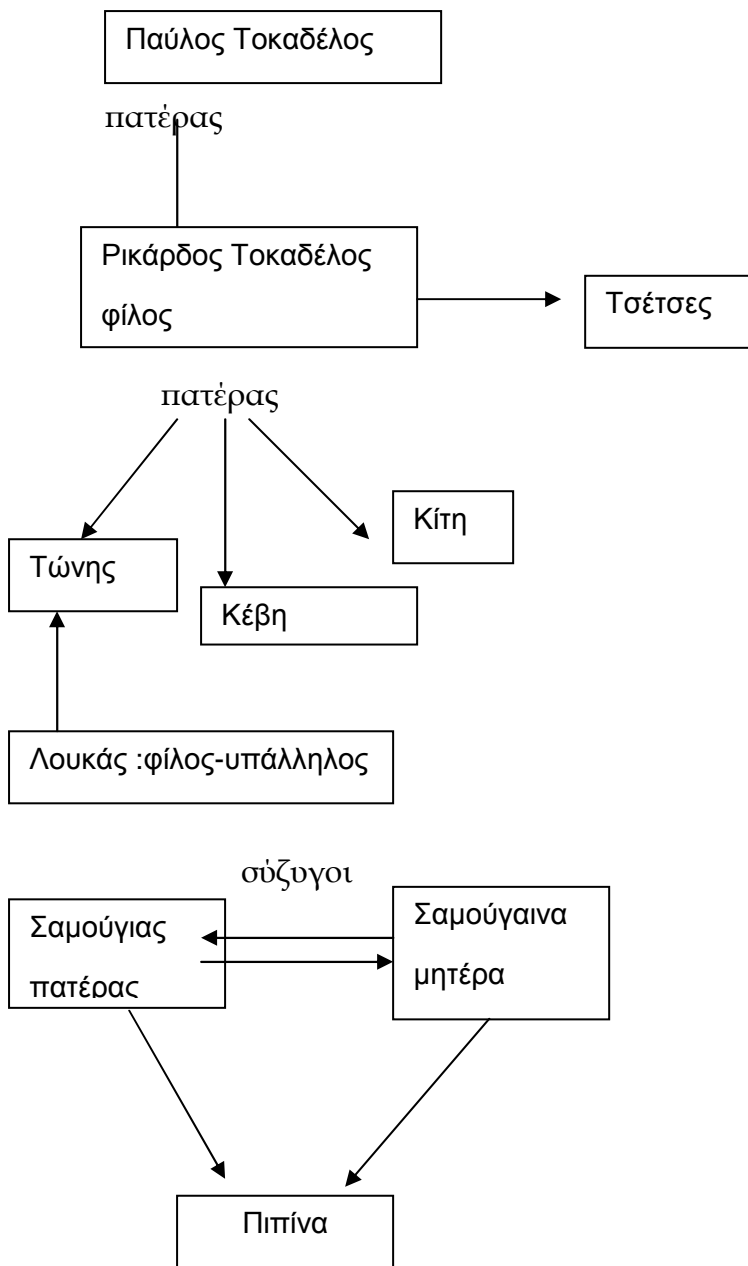 Παύλος Τοκαδέλος
πατέρας
Ρικάρδος Τοκαδέλος
φίλος
Τσέτσες
πατέρας
Κίτη
Τώνης
Κέβη
Λουκάς :φίλος-υπάλληλος
σύζυγοι
Σαμούγιας
πατέρας
Σαμούγαινα
μητέρα
Πιπίνα